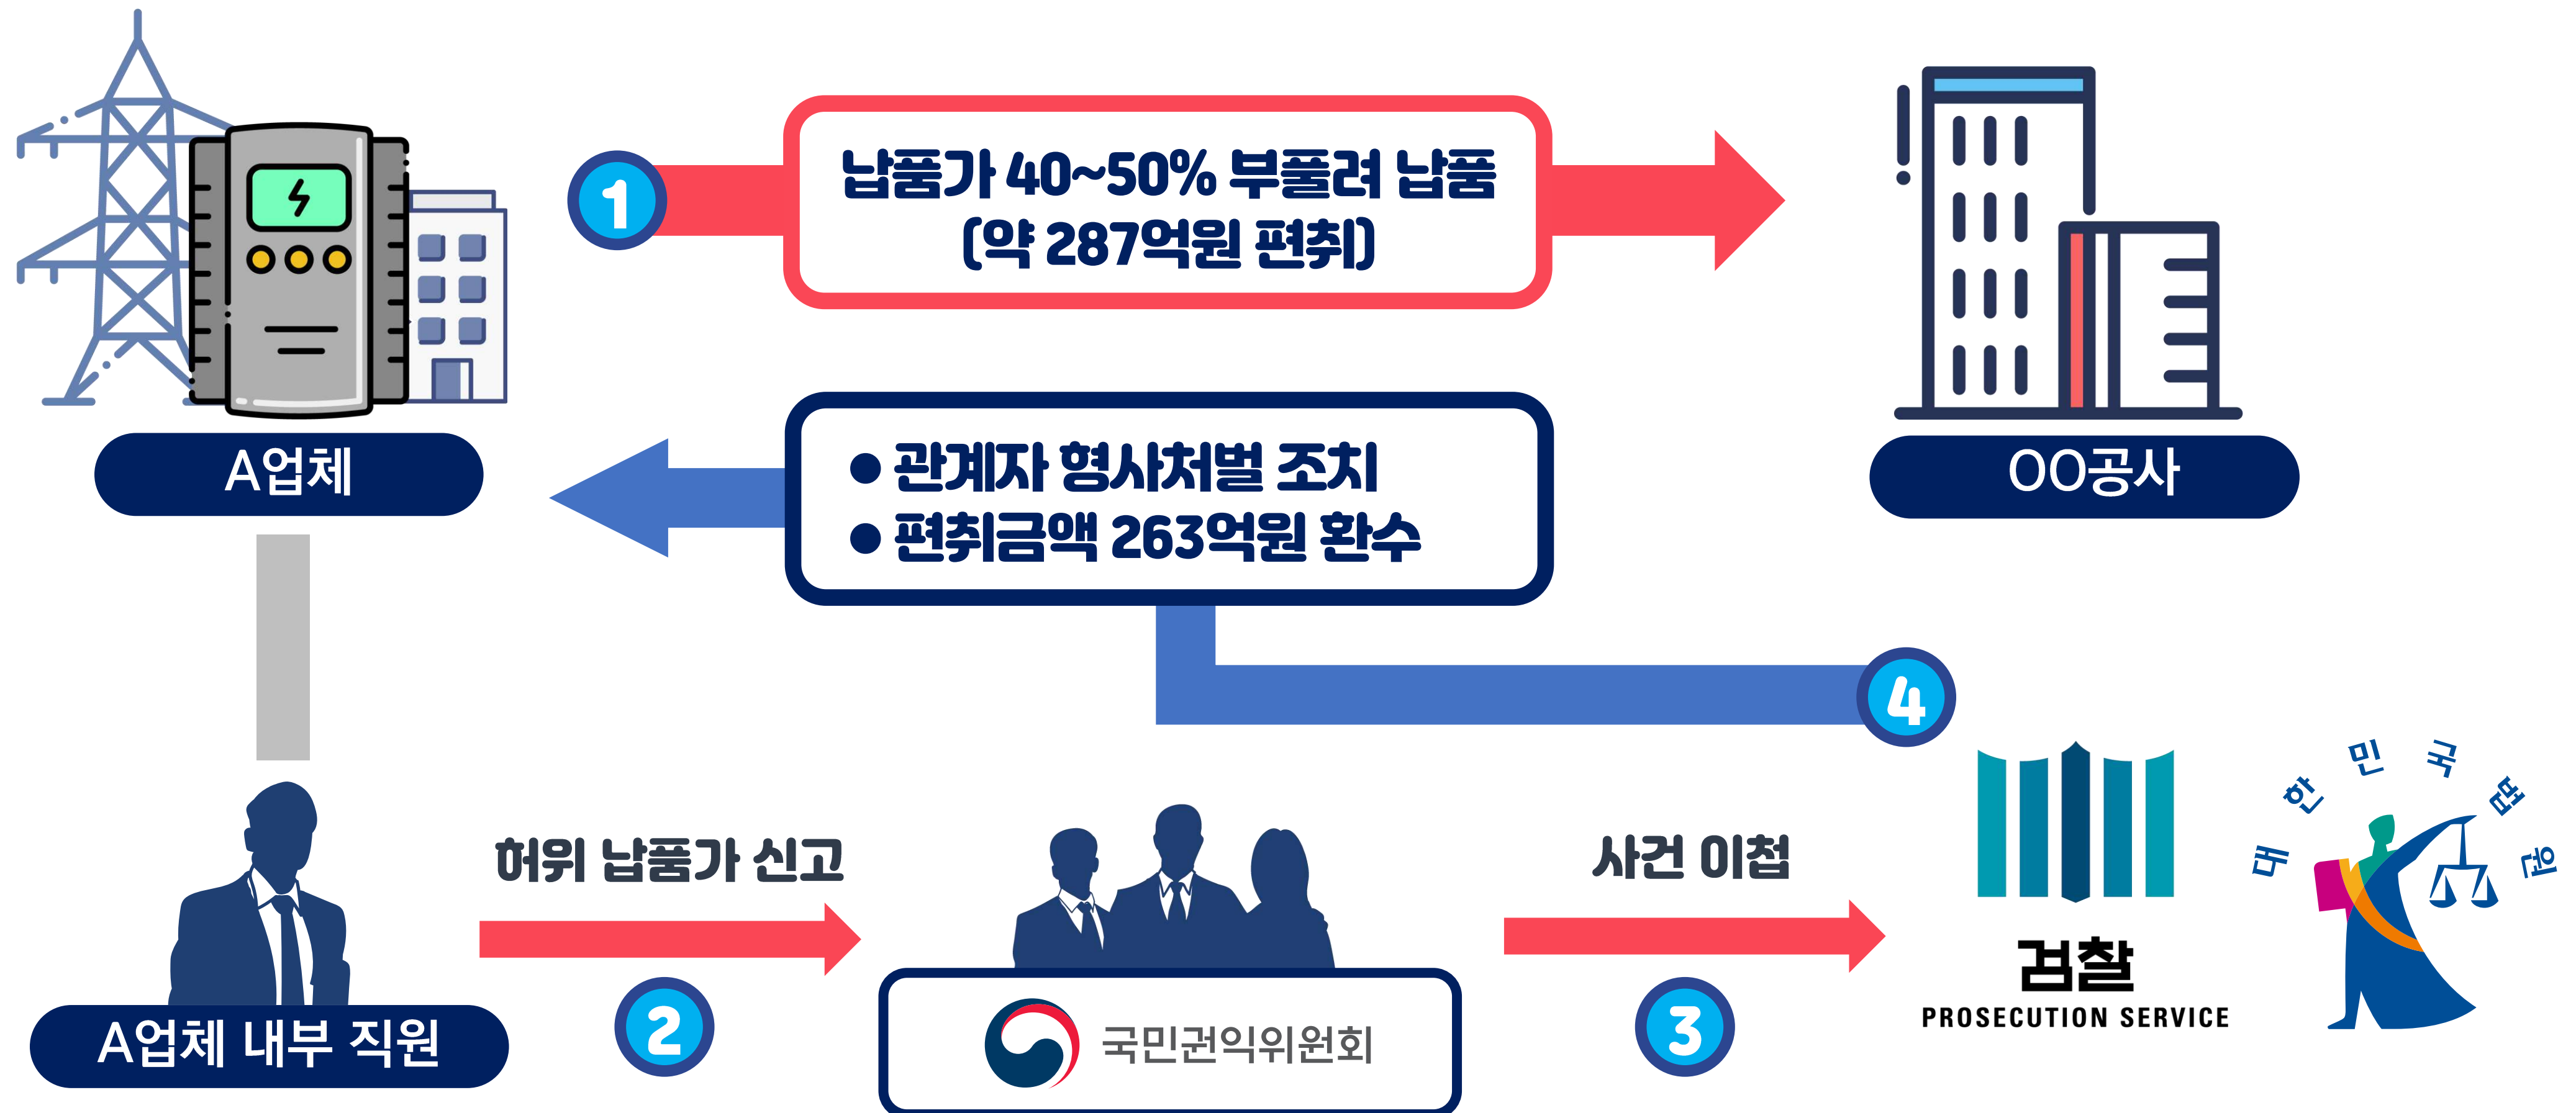 1
납품가 40~50% 부풀려 납품
(약 287억원 편취)
A업체
OO공사
● 관계자 형사처벌 조치
● 편취금액 263억원 환수
4
허위 납품가 신고
2
A업체 내부 직원
국민권익위원회
사건 이첩
3
검찰
PROSECUTION SERVICE
대한민국법원